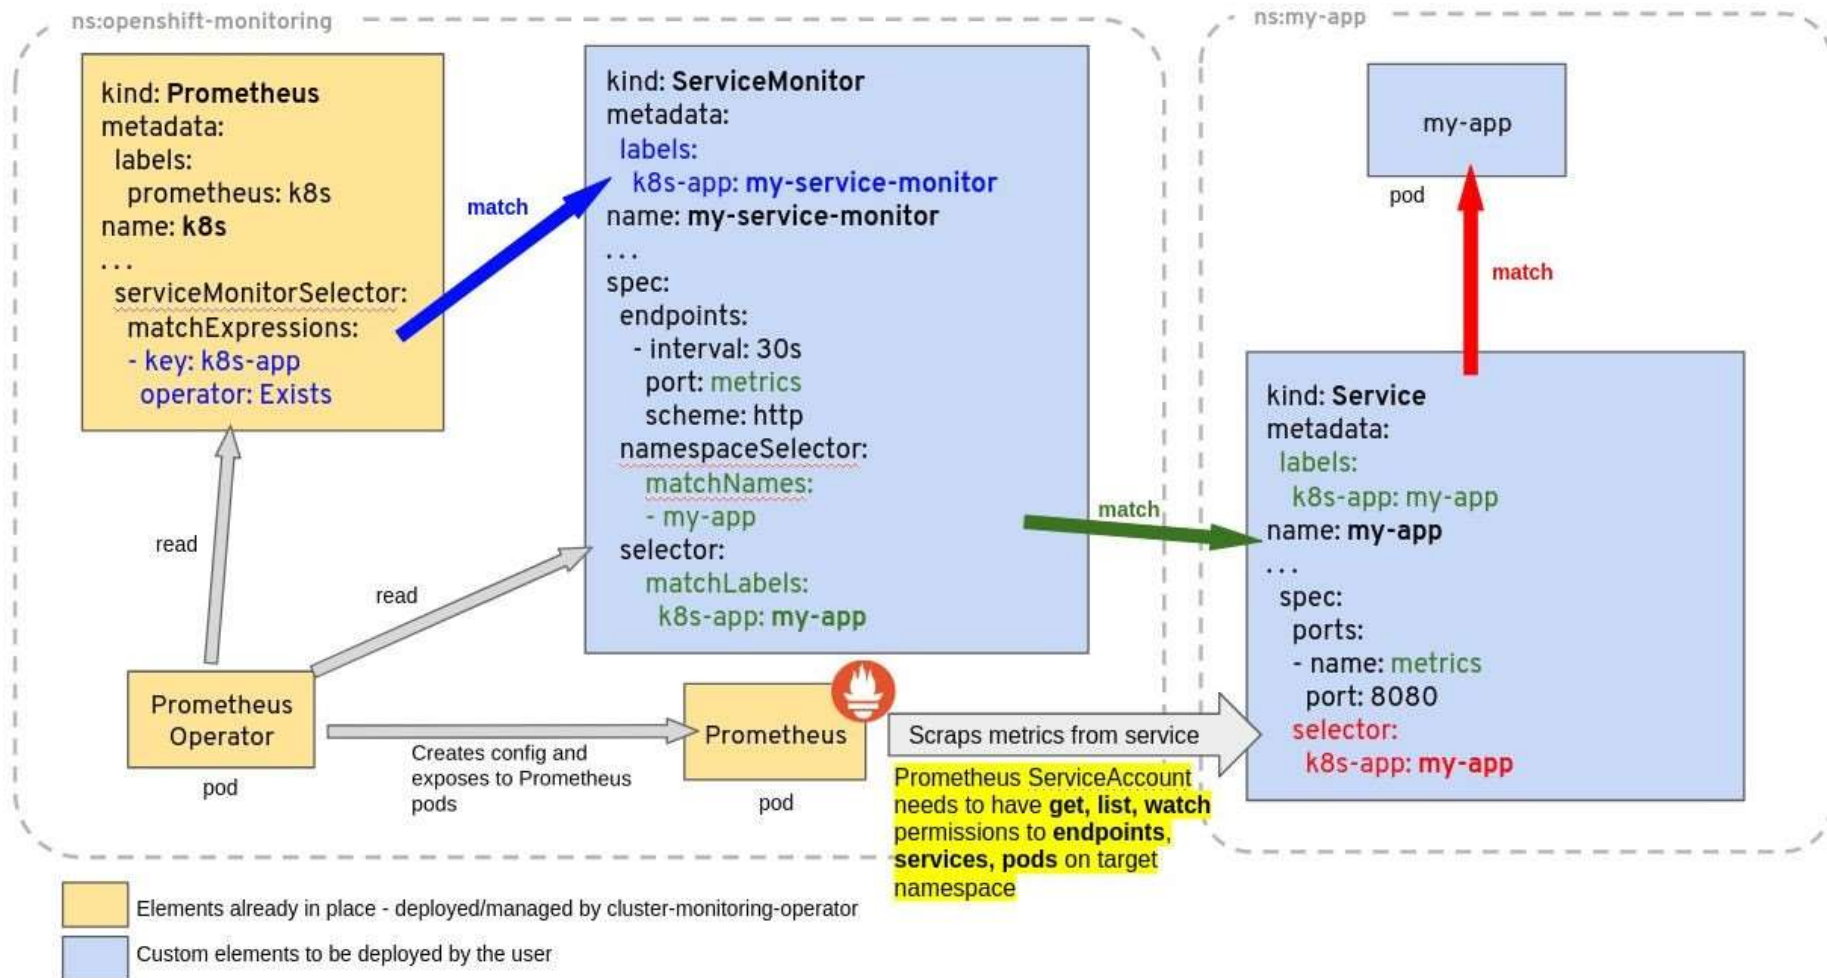 ns:openshift-monitoring
kind: Prometheus
metadata:
labels:
prometheus: k8s
name: k8s
...
serviceMonitorSelector:
matchExpressions:
- key: k8s-app
operator: Exists
match
kind: ServiceMonitor
metadata:
labels:
k8s-app: my-service-monitor
name: my-service-monitor
...
spec:
endpoints:
- interval: 30s
port: metrics
scheme: http
namespaceSelector:
matchNames:
- my-app
selector:
matchLabels:
k8s-app: my-app
read
read
Prometheus
Operator
pod
Creates config and
exposes to Prometheus
pods
Prometheus
pod
Scraps metrics from service
Prometheus ServiceAccount
needs to have get, list, watch
permissions to endpoints,
services, pods on target
namespace
match
ns:my-app
my-app
pod
match
kind: Service
metadata:
labels:
k8s-app: my-app
name: my-app
...
spec:
ports:
- name: metrics
port: 8080
selector:
k8s-app: my-app
Elements already in place - deployed/managed by cluster-monitoring-operator
Custom elements to be deployed by the user